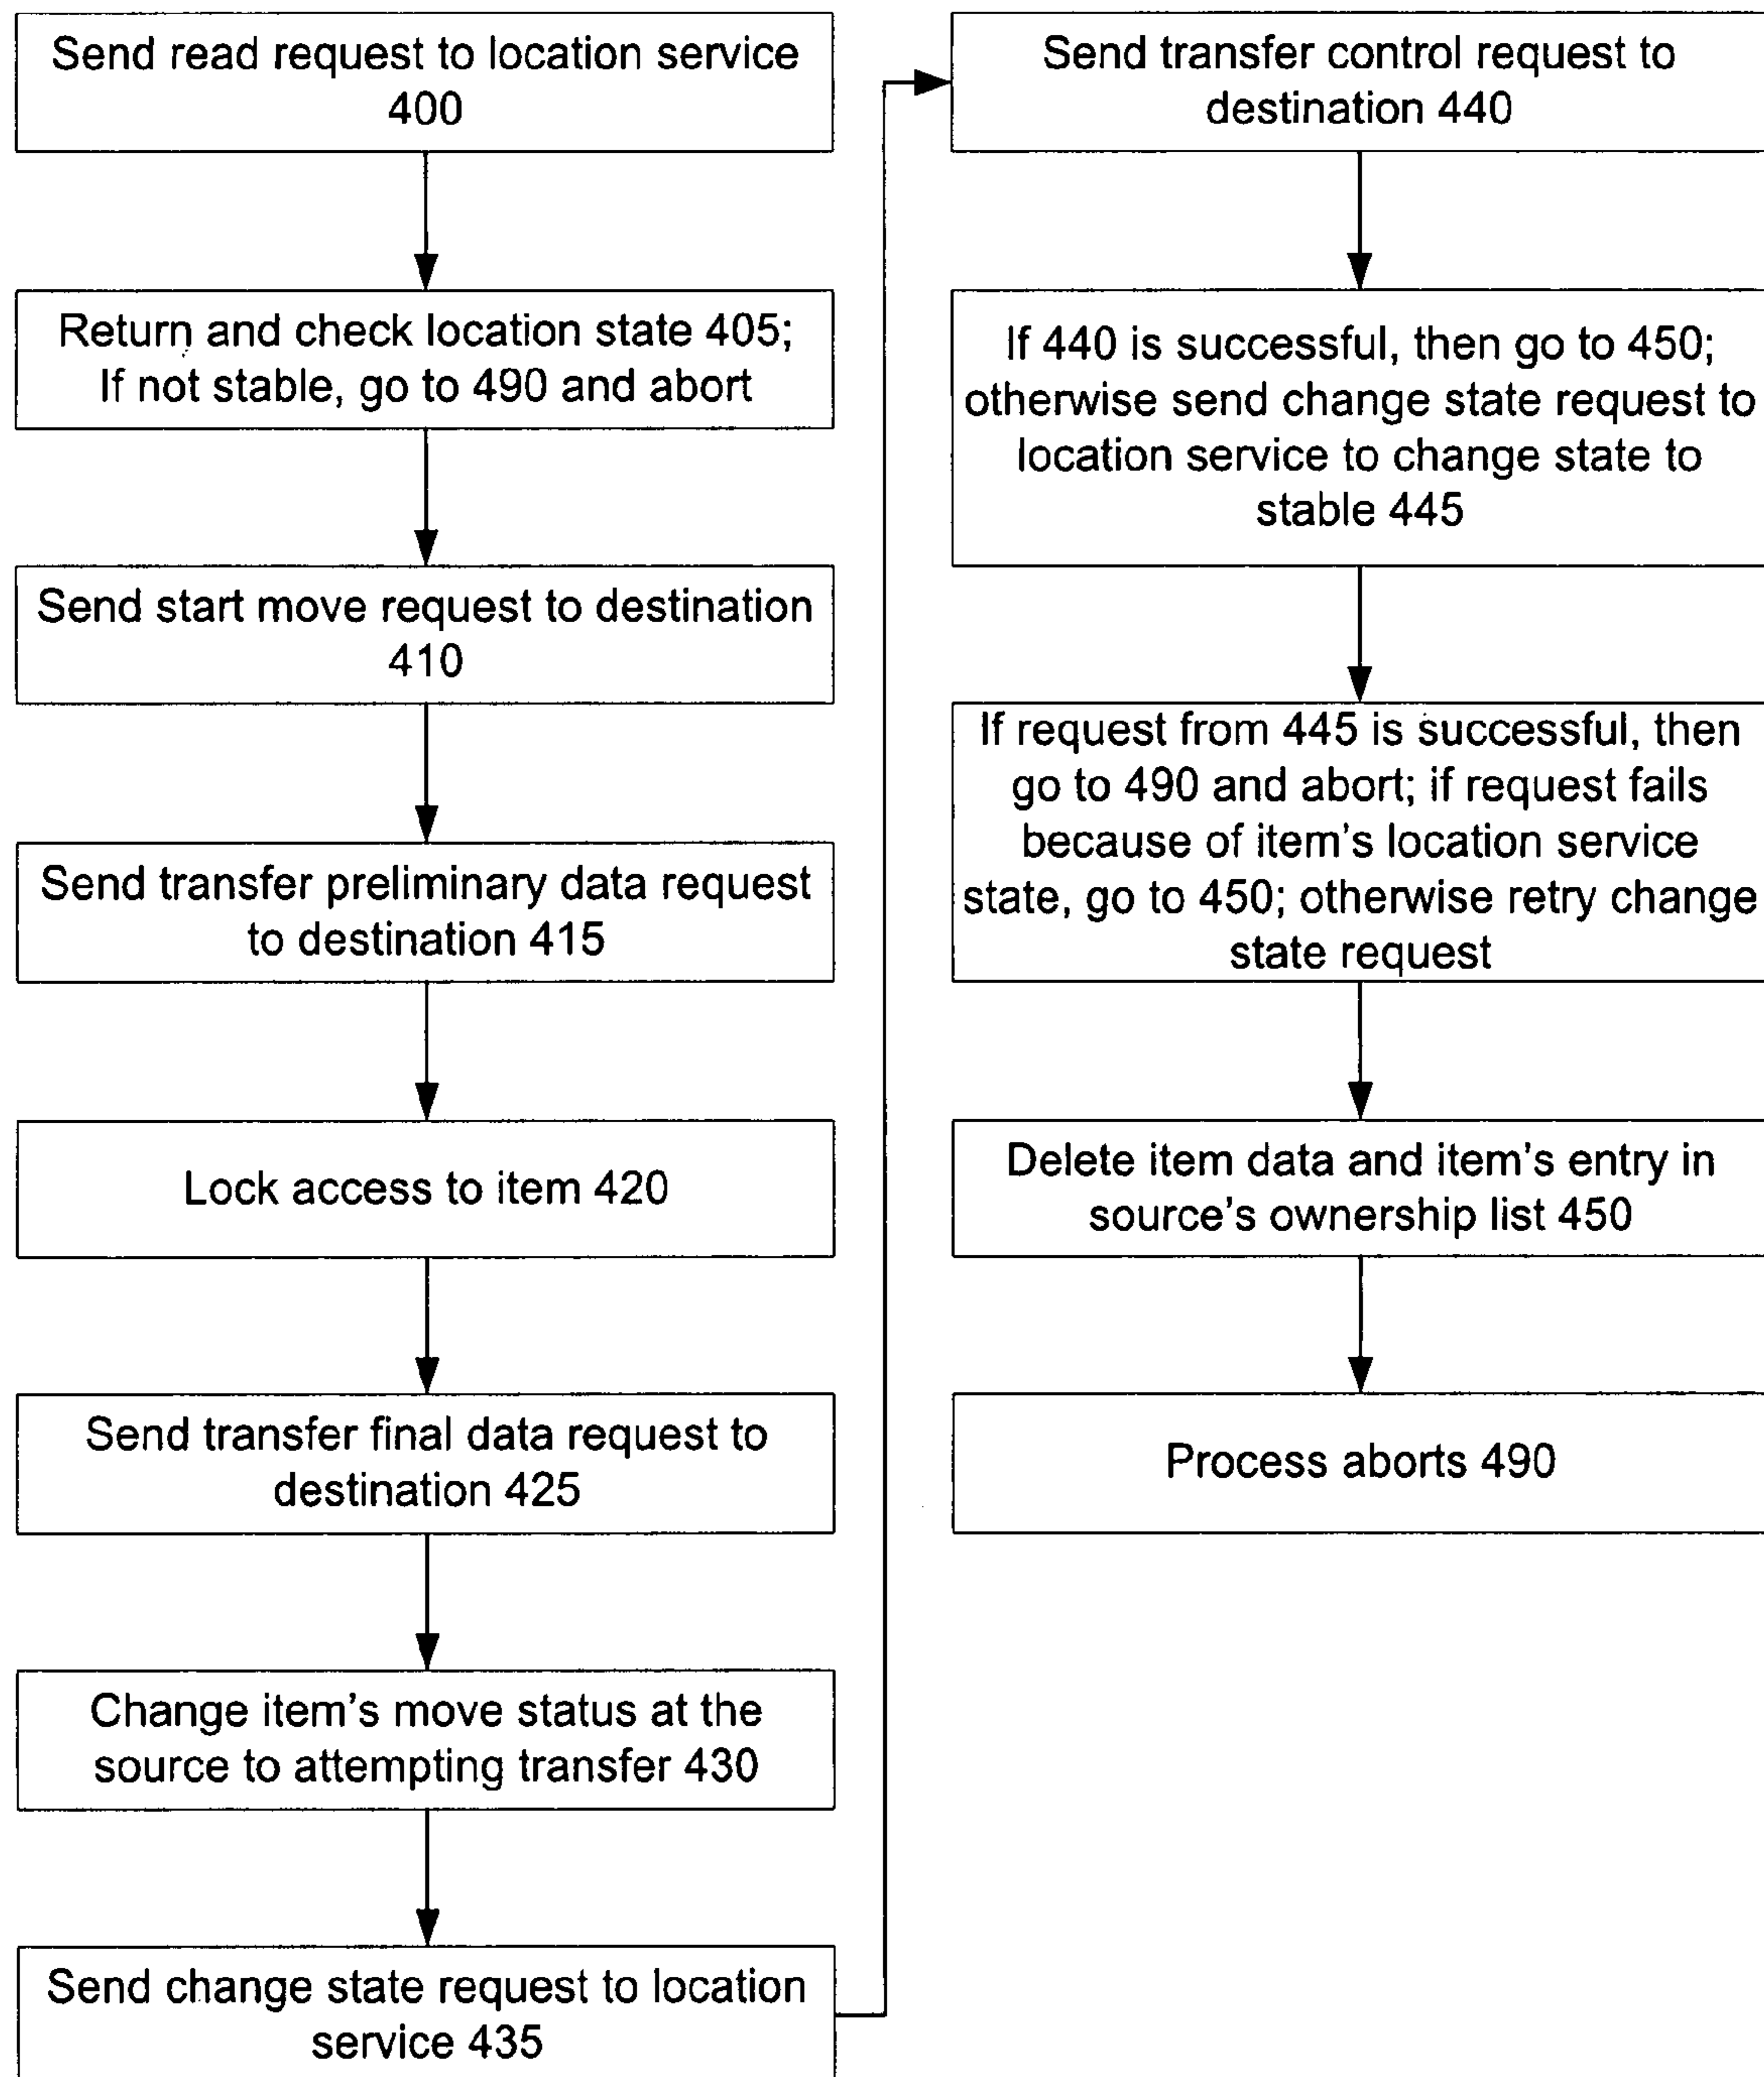 Send read request to location service
400
Return and check location state 405;
If not stable, go to 490 and abort
Send start move request to destination
410
Send transfer preliminary data request
to destination 415
Lock access to item 420
Send transfer final data request to
destination 425
Change item's move status at the
source to attempting transfer 430
Send change state request to location
service 435
Send transfer control request to
destination 440
If 440 is successful, then go to 450;
otherwise send change state request to
location service to change state to
stable 445
If request from 445 is successful, then
go to 490 and abort; if request fails
because of item's location service
state, go to 450; otherwise retry change
state request
Delete item data and item's entry in
source's ownership list 450
Process aborts 490